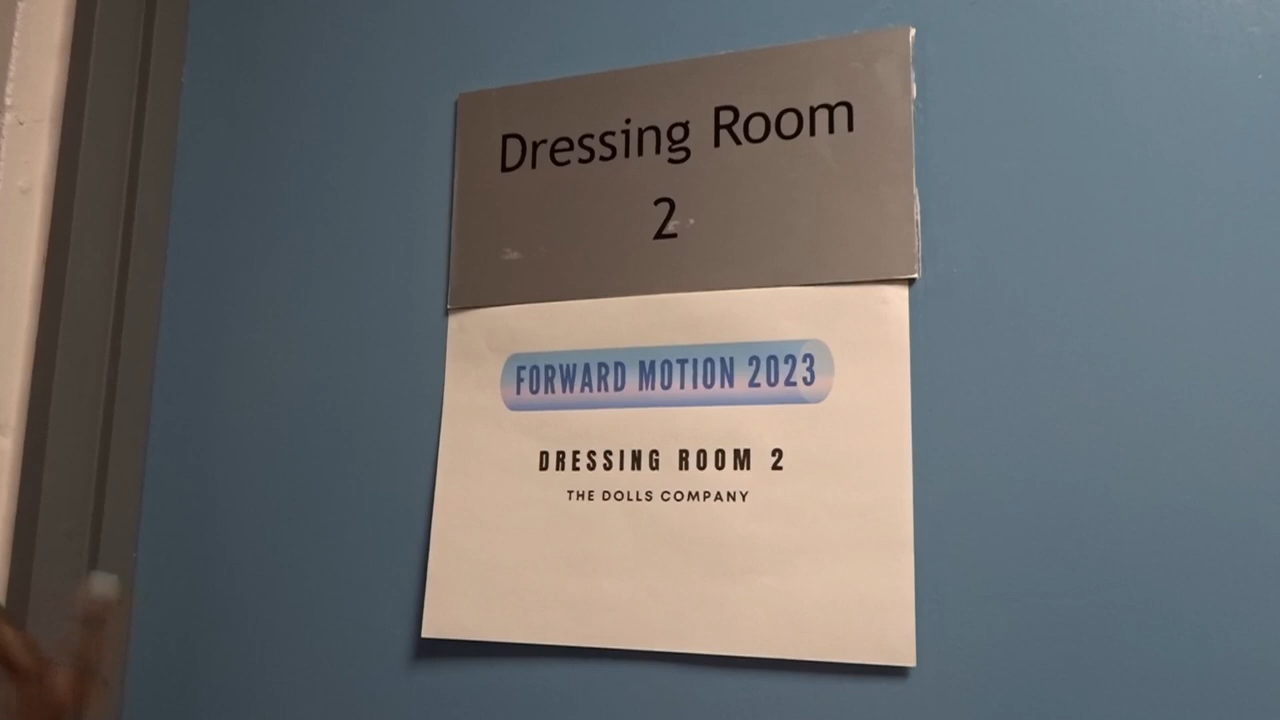 Dressing Room
2
FORWARD MOTION 2023
DRESSING ROOM 2
THE DOLLS COMPANY